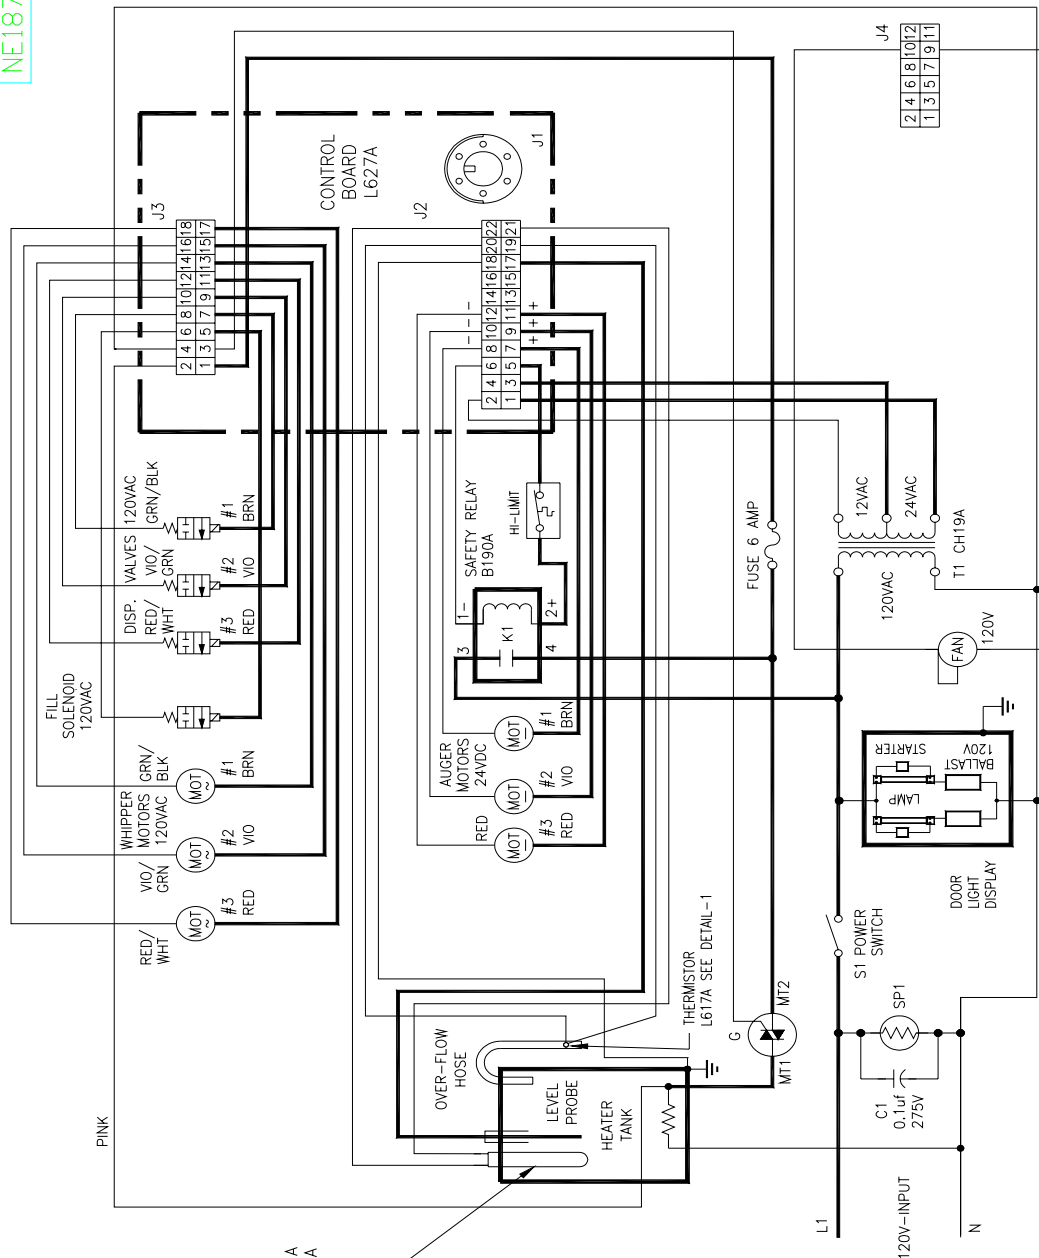 NE187
CONTROL
BOARD
L627A
J1
J2
J3
J4
2 4 6 8 10 12
1 3 5 7 9 11
2 4 6 8 10 12 14 16 18
1 3 5 7 9 11 13 15 17
2 4 6 8 10 12 14 16 18 20 22
1 3 5 7 9 11 13 15 17 19 21
- - -
+ + +
DISP. VALVES 120VAC
RED/
WHT
VIO/
GRN
GRN/BLK
#3
RED
#2
VIO
#1
BRN
FILL
SOLENOID
120VAC
WHIPPER
MOTORS
120VAC
RED/
WHT
VIO/
GRN
GRN/
BLK
MOT
~
MOT
~
MOT
~
#3
RED
#2
VIO
#1
BRN
SAFETY RELAY
B190A
HI-LIMIT
1-
2+
3
4
K1
AUGER
MOTORS
24VDC
RED
MOT
MOT
MOT
#3
RED
#2
VIO
#1
BRN
FUSE 6 AMP
12VAC
24VAC
120VAC
T1 CH19A
FAN
120V
STARTER
LAMP
BALLAST
120V
DOOR
LIGHT
DISPLAY
S1 POWER
SWITCH
THERMISTOR
L617A SEE DETAIL-1
G
MT1
MT2
SP1
C1
0.1uf
275V
OVER-FLOW
HOSE
LEVEL
PROBE
HEATER
TANK
PINK
L1
120V-INPUT
N
A
A